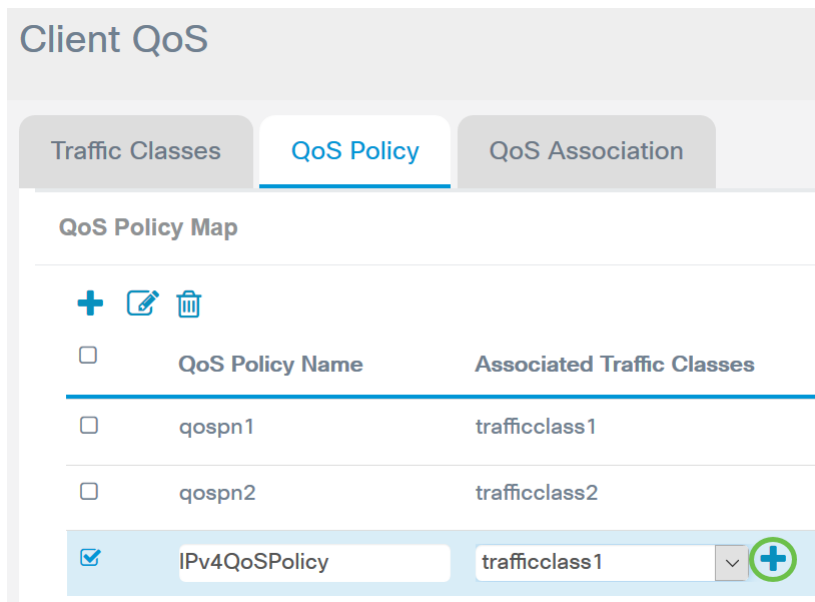 Client QoS
Traffic Classes QoS Policy QoS Association
QoS Policy Map
QoS Policy Name Associated Traffic Classes
qospn1 trafficclass1
qospn2 trafficclass2
IPv4QoSPolicy trafficclass1